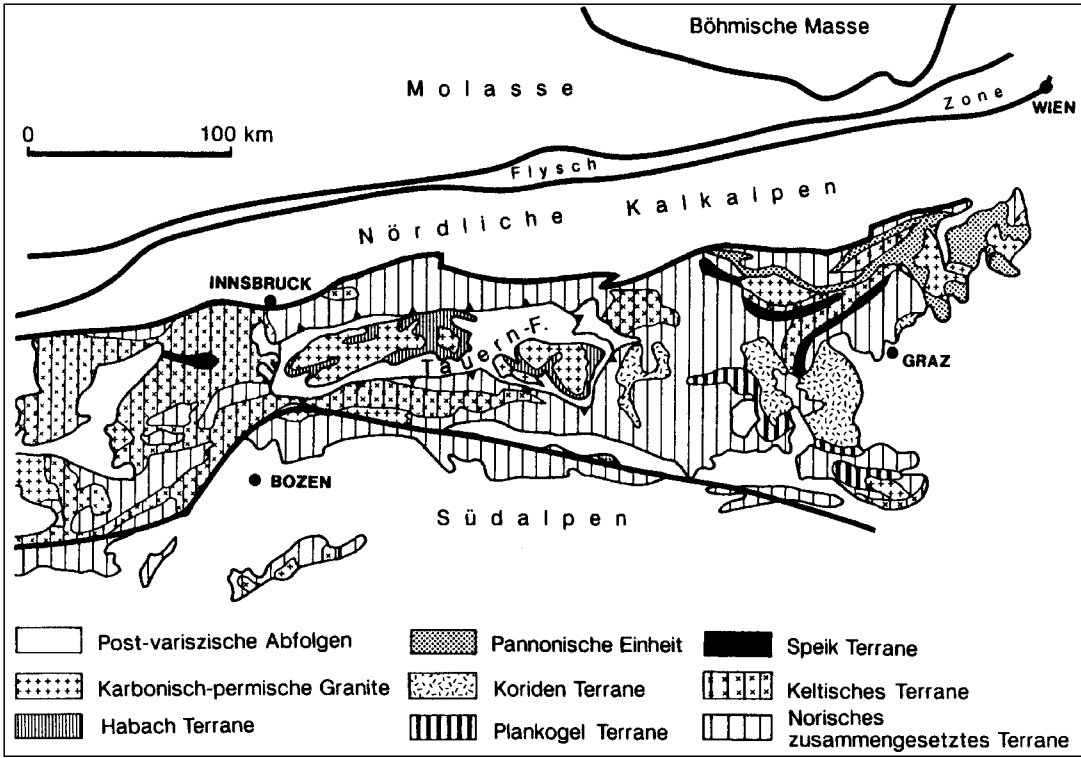 Böhmische Masse
Molasse
Zone
WIEN
0 100 km
Flysch
Nördliche Kalkalpen
INNSBRUCK
Tauern-F.
GRAZ
BOZEN
Südalpen
Post-variszische Abfolgen
Pannonische Einheit
Speik Terrane
Karbonisch-permische Granite
Koriden Terrane
Keltisches Terrane
Habach Terrane
Plankogel Terrane
Norisches
zusammengesetztes Terrane